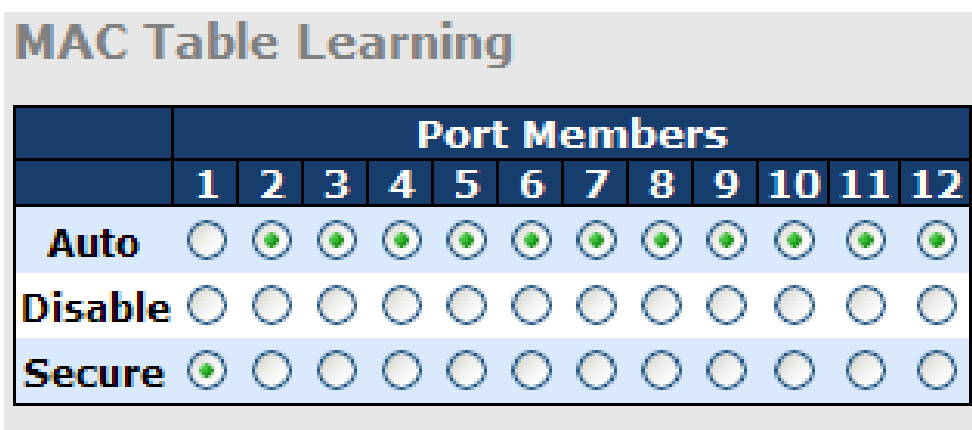 MAC Table Learning
Port Members
1 2 3 4 5 6 7 8 9 10 11 12
Auto
Disable
Secure